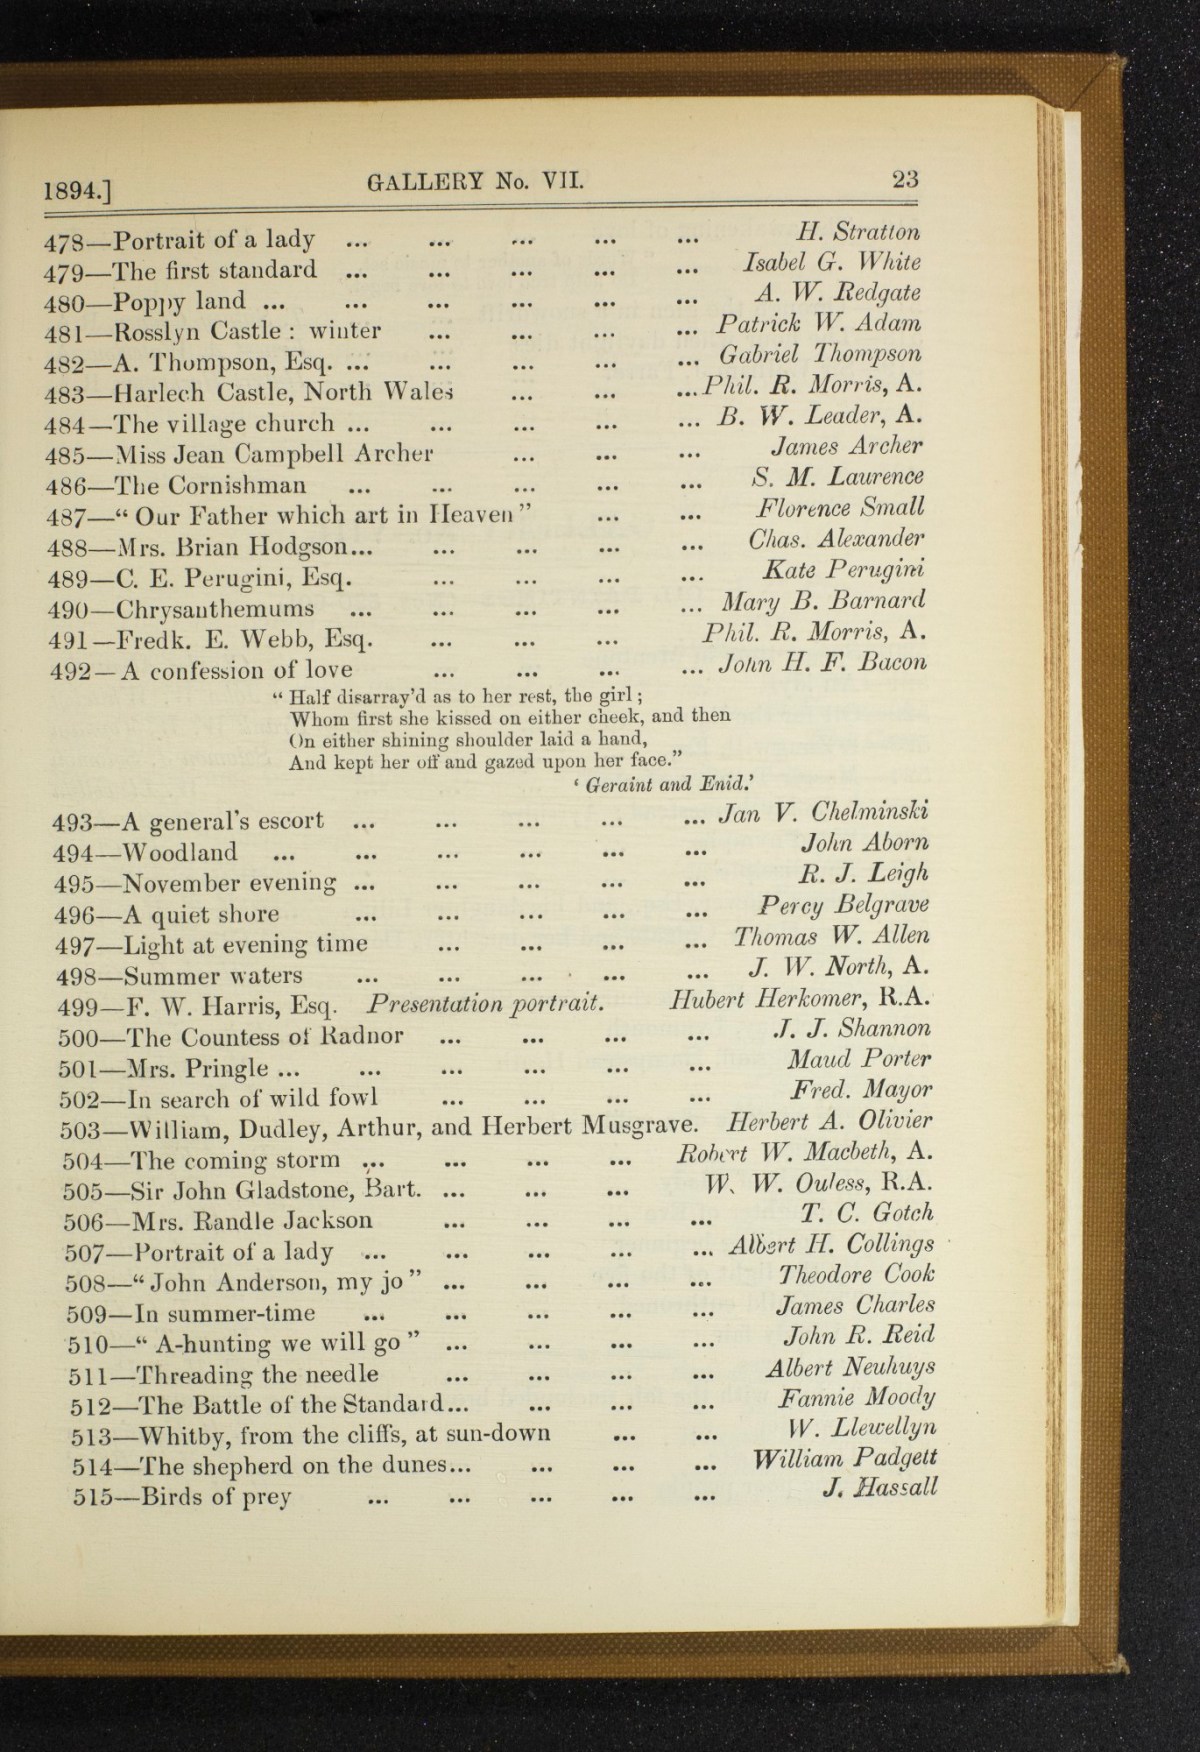 1894.] GALLERY No. VII. 23
478—Portrait of a lady ... ... ... ... ... H. Stratton
479—The first standard ... ... ... ... ... Isabel G. White
480—Poppy land ... ... ... ... ... ... A. W. Redgate
481—Rosslyn Castle : winter ... ... ... ... Patrick W. Adam
482—A. Thompson, Esq. ... ... ... ... ... Gabriel Thompson
483—Harlech Castle, North Wales ... ... ...Phil. R. Morris, A.
484—The village church ... ... ... ... ... B. W. Leader, A.
485—Miss Jean Campbell Archer ... ... ... James Archer
486—The Cornishman ... ... ... ... ... S. M. Laurence
487—“ Our Father which art in Heaven ” ... ... Florence Small
488—Mrs. Brian Hodgson... ... ... ... ... Chas. Alexander
489—C. E. Perugini, Esq. ... ... ... ... Kate Perugini
490—Chrysanthemums ... ... ... ... ... Mary B. Barnard
491—Fredk. E. Webb, Esq. ... ... ... Phil. R. Morris, A.
492—A confession of love ... ... ... ... John H. F. Bacon
“ Half disarray’d as to her rest, the girl ;
Whom first she kissed on either cheek, and then
On either shining shoulder laid a hand,
And kept her off and gazed upon her face.”
‘ Geraint and Enid.’
493—A general’s escort ... ... ... ... ... Jan V. Chelminski
494—Woodland ... ... ... ... ... ... John Aborn
495—November evening ... ... ... ... ... R. J. Leigh
496—A quiet shore ... ... ... ... ... Percy Belgrave
497—Light at evening time ... ... ... ... Thomas W. Allen
498—Summer waters ... ... ... ... ... J. W. North, A.
499—F. W. Harris, Esq. Presentation portrait. Hubert Herkomer, R.A.
500—The Countess of Radnor ... ... ... ... J. J. Shannon
501—Mrs. Pringle ... ... ... ... ... ... Maud Porter
502—In search of wild fowl ... ... ... ... Fred. Mayor
503—William, Dudley, Arthur, and Herbert Musgrave. Herbert A. Olivier
504—The coming storm ... ... ... ... Robert W. Macbeth, A.
505—Sir John Gladstone, Bart. ... ... ... W. W. Ouless, R.A.
506—Mrs. Randle Jackson ... ... ... ... T. C. Gotch
507—Portrait of a lady ... ... ... ... ... Albert H. Collings
508—“ John Anderson, my jo ” ... ... ... ... Theodore Cook
509—In summer-time ... ... ... ... ... James Charles
510—“ A-hunting we will go ” ... ... ... ... John R. Reid
511—Threading the needle ... ... ... ... Albert Neuhuys
512—The Battle of the Standard... ... ... ... Fannie Moody
513—Whitby, from the cliffs, at sun-down ... ... W. Llewellyn
514—The shepherd on the dunes... ... ... ... William Padgett
515—Birds of prey ... ... ... ... ... J. Hassall